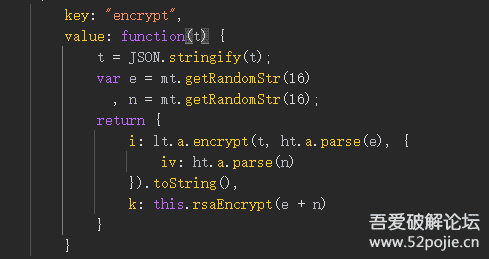 key: "encrypt",
value: function(t) {
t = JSON.stringify(t);
var e = mt.getRandomStr(16)
, n = mt.getRandomStr(16);
return {
i: lt.a.encrypt(t, ht.a.parse(e), {
iv: ht.a.parse(n)
}).toString(),
k: this.rsaEncrypt(e + n)
}
}
吾爱破解论坛
www.52pojie.cn